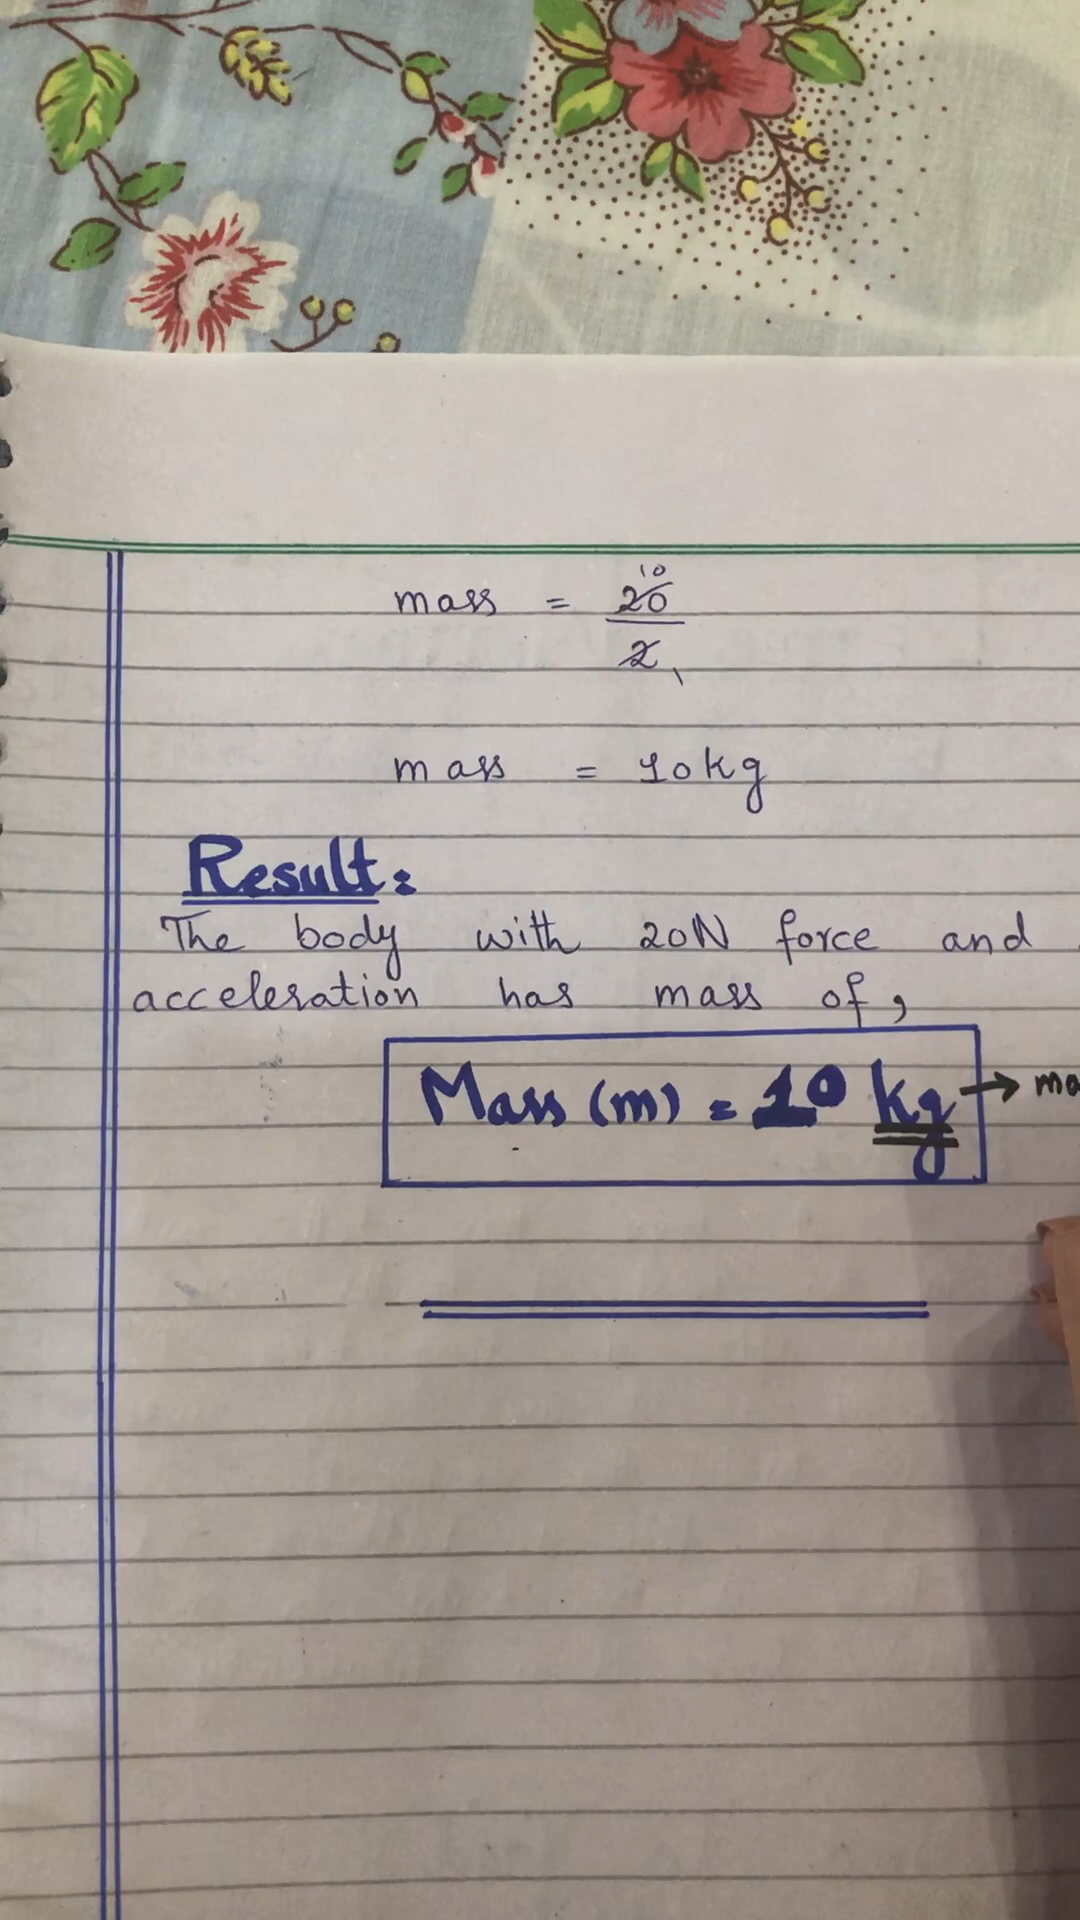 mass = 20/2 10 1
mass = 10kg
Result:
The body with 20N force and
acceleration has mass of,
Mass (m) = 10 kg →